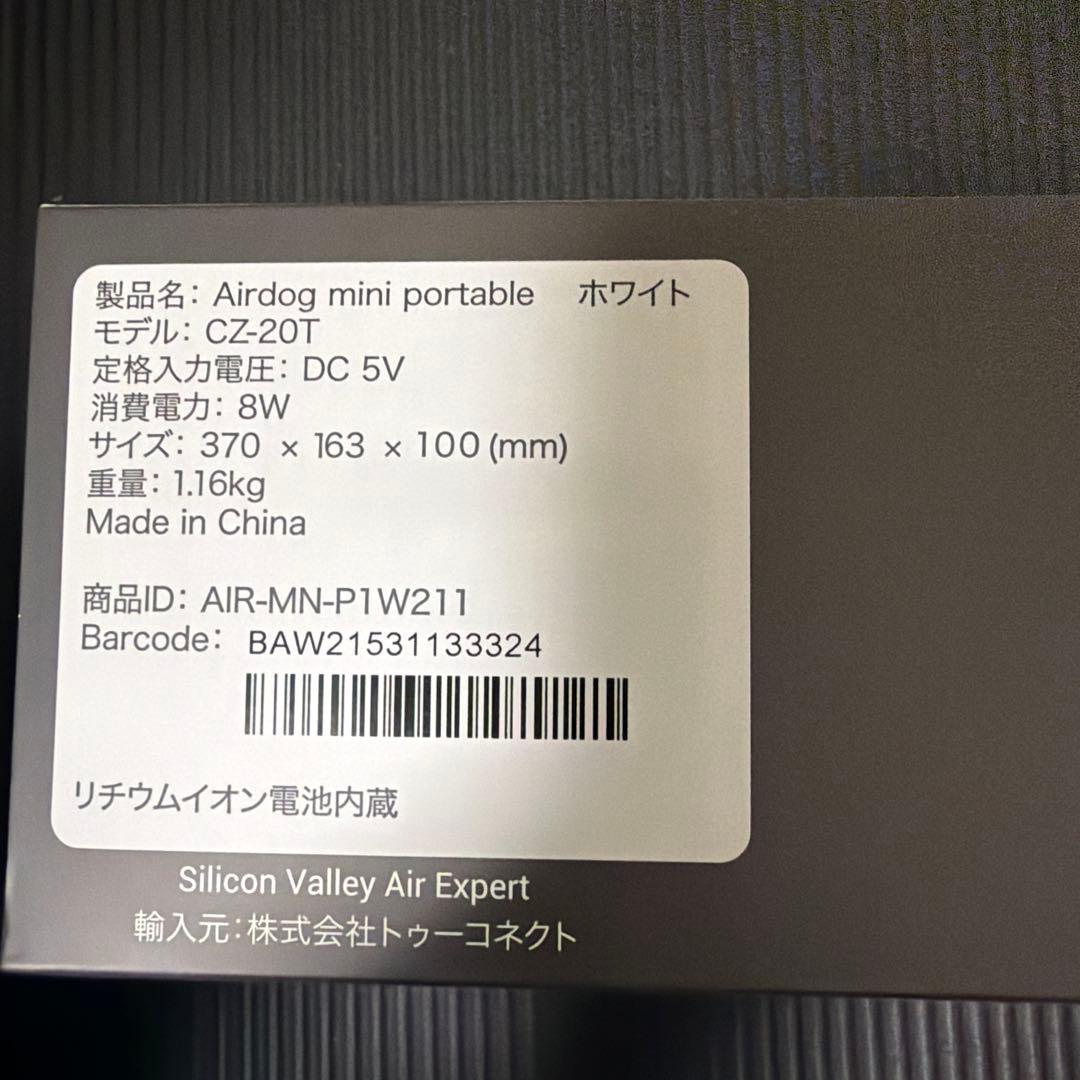 製品名: Airdog mini portable ホワイト
モデル: CZ-20T
定格入力電圧: DC 5V
消費電力: 8W
サイズ: 370 × 163 × 100 (mm)
重量: 1.16kg
Made in China
商品ID: AIR-MN-P1W211
Barcode: BAW21531133324
リチウムイオン電池内蔵
Silicon Valley Air Expert
輸入元:株式会社トゥーコネクト